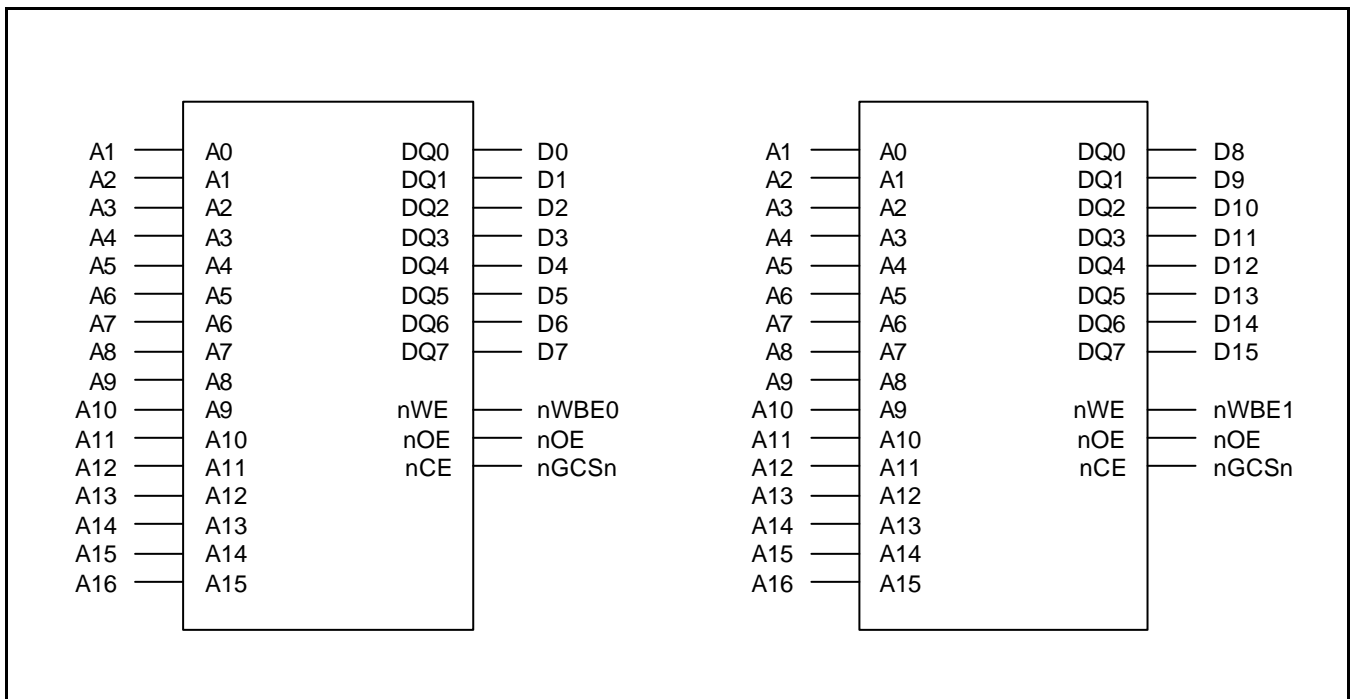 A1 A0 DQ0 D0 A1 A0 DQ0 D8
A2 A1 DQ1 D1 A2 A1 DQ1 D9
A3 A2 DQ2 D2 A3 A2 DQ2 D10
A4 A3 DQ3 D3 A4 A3 DQ3 D11
A5 A4 DQ4 D4 A5 A4 DQ4 D12
A6 A5 DQ5 D5 A6 A5 DQ5 D13
A7 A6 DQ6 D6 A7 A6 DQ6 D14
A8 A7 DQ7 D7 A8 A7 DQ7 D15
A9 A8 A9 A8
A10 A9 nWE nWBE0 A10 A9 nWE nWBE1
A11 A10 nOE nOE A11 A10 nOE nOE
A12 A11 nCE nGCSn A12 A11 nCE nGCSn
A13 A12 A13 A12
A14 A13 A14 A13
A15 A14 A15 A14
A16 A15 A16 A15